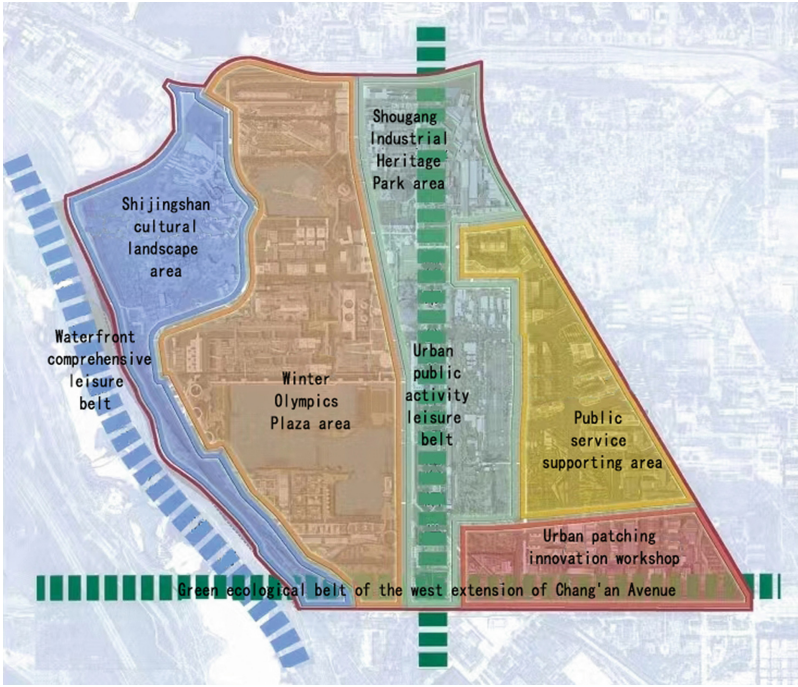 Shougang
Industrial
Heritage
Park area
Shijingshan
cultural
landscape
area
Waterfront
comprehensive
leisure
belt
Urban
public
activity
leisure
belt
Winter
Olympics
Plaza area
Public
service
supporting area
Urban patching
innovation workshop
Green ecological belt of the west extension of Chang'an Avenue